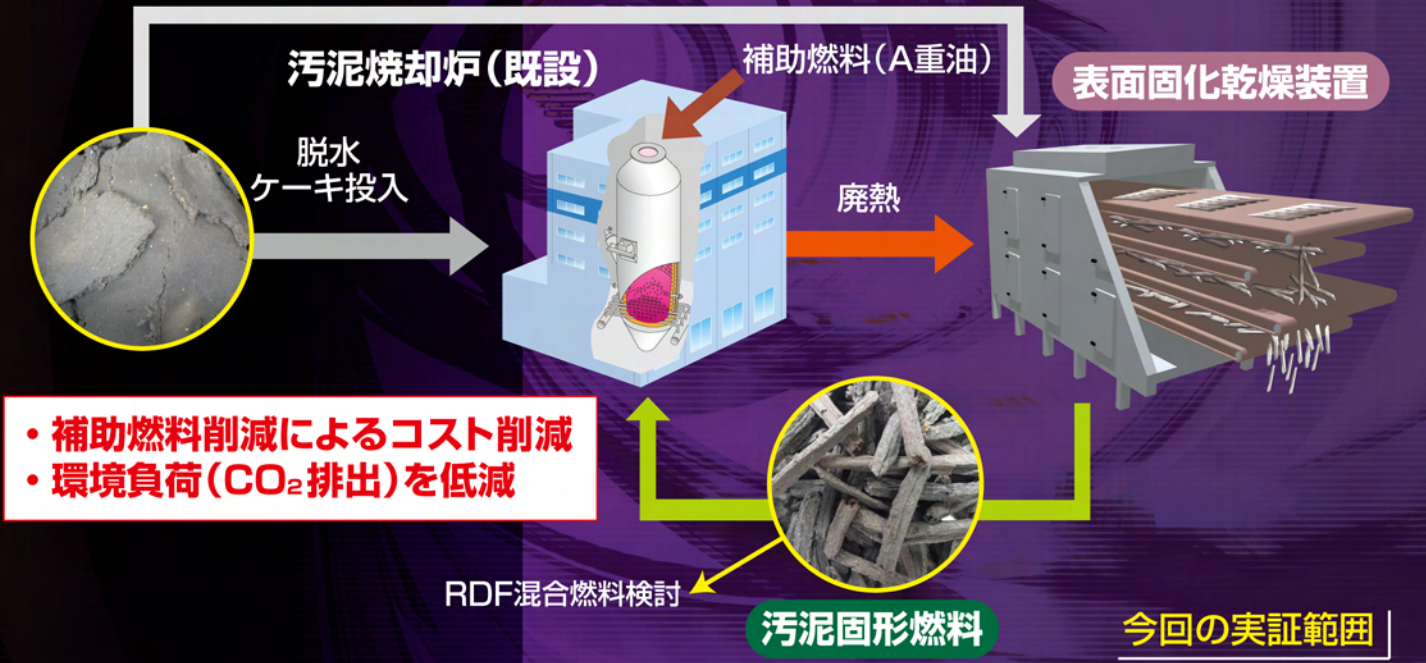 汚泥焼却炉(既設)
補助燃料(A重油)
表面固化乾燥装置
脱水
ケーキ投入
廃熱
・補助燃料削減によるコスト削減
・環境負荷(CO₂排出)を低減
RDF混合燃料検討
汚泥固形燃料
今回の実証範囲